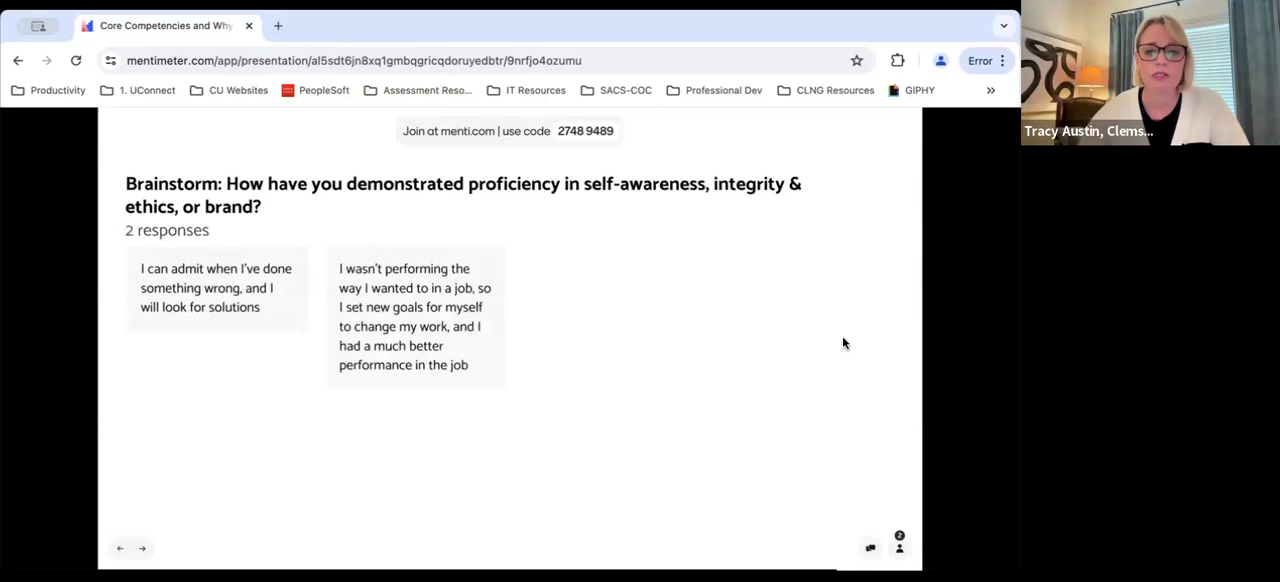 Core Competencies and Why
mentimeter.com/app/presentation/al5sdt6jn8xq1gmbqgricqdoruyedbtr/9nrfjo4ozumu
Error
Productivity
1. UConnect
CU Websites
PeopleSoft
Assessment Reso...
IT Resources
SACS-COC
Professional Dev
CLNG Resources
GIPHY
Tracy Austin, Clems...
Join at menti.com | use code 2748 9489
Brainstorm: How have you demonstrated proficiency in self-awareness, integrity &
ethics, or brand?
2 responses
I can admit when I've done
something wrong, and I
will look for solutions
I wasn't performing the
way I wanted to in a job, so
I set new goals for myself
to change my work, and I
had a much better
performance in the job
2